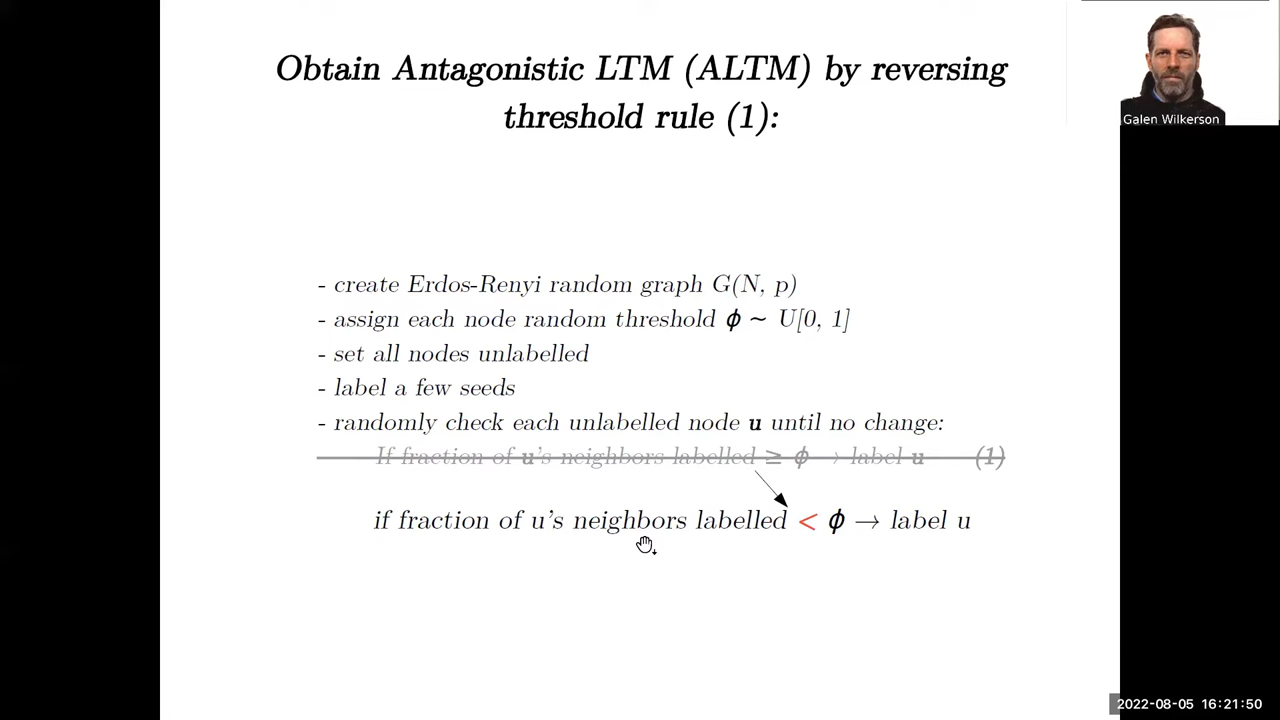 Obtain Antagonistic LTM (ALTM) by reversing
threshold rule (1):
Galen Wilkerson
- create Erdos-Renyi random graph G(N, p)
- assign each node random threshold ϕ ~ U[0, 1]
- set all nodes unlabelled
- label a few seeds
- randomly check each unlabelled node u until no change:
If fraction of u's neighbors labelled ≥ ϕ → label u (1)
if fraction of u's neighbors labelled < ϕ → label u
2022-08-05 16:21:50